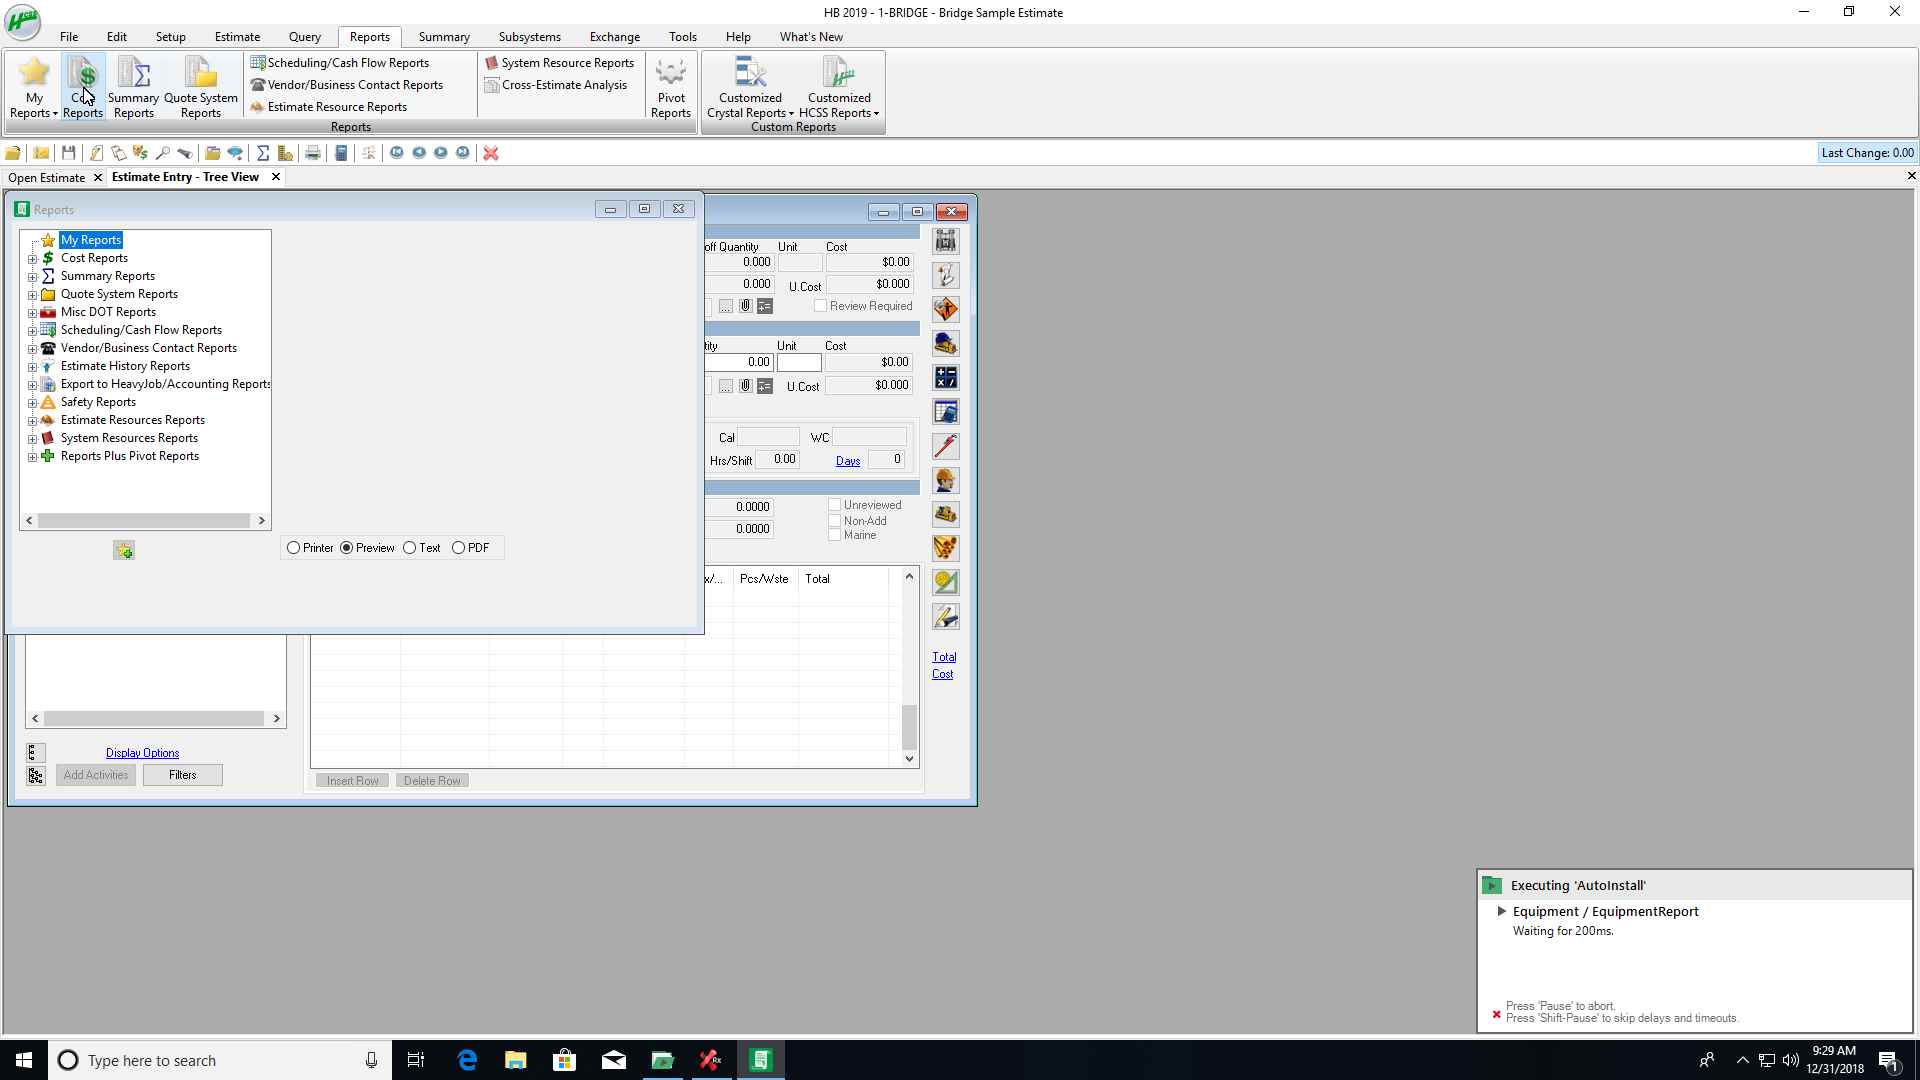 HB 2019 - 1-BRIDGE - Bridge Sample Estimate
File Edit Setup Estimate Query Reports Summary Subsystems Exchange Tools Help What's New
My Reports
Reports
Summary Reports
Quote System Reports
Scheduling/Cash Flow Reports
Vendor/Business Contact Reports
Estimate Resource Reports
System Resource Reports
Cross-Estimate Analysis
Pivot Reports
Customized Crystal Reports
Customized HCSS Reports
Reports
Custom Reports
Last Change: 0.00
Open Estimate
Estimate Entry - Tree View
Reports
My Reports
Cost Reports
Summary Reports
Quote System Reports
Misc DOT Reports
Scheduling/Cash Flow Reports
Vendor/Business Contact Reports
Estimate History Reports
Export to HeavyJob/Accounting Reports
Safety Reports
Estimate Resources Reports
System Resources Reports
Reports Plus Pivot Reports
Printer Preview Text PDF
off Quantity Unit Cost
0.000 $0.00
0.000 U.Cost $0.000
... Review Required
Unit Cost
0.00 $0.00
... U.Cost $0.000
Cal WC
Hrs/Shift 0.00 Days 0
0.0000 Unreviewed
Non-Add
0.0000 Marine
x/... Pcs/Wste Total
Total
Cost
Display Options
Add Activities Filters
Insert Row Delete Row
Executing 'AutoInstall'
Equipment / EquipmentReport
Waiting for 200ms.
Press 'Pause' to abort.
Press 'Shift-Pause' to skip delays and timeouts.
Type here to search
9:29 AM
12/31/2018
1